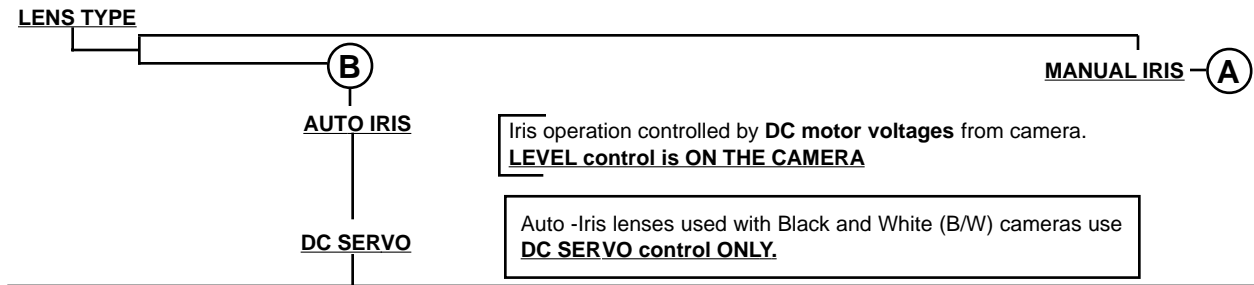 LENS TYPE
B
MANUAL IRIS
A
AUTO IRIS
Iris operation controlled by DC motor voltages from camera.
LEVEL control is ON THE CAMERA
DC SERVO
Auto -Iris lenses used with Black and White (B/W) cameras use
DC SERVO control ONLY.